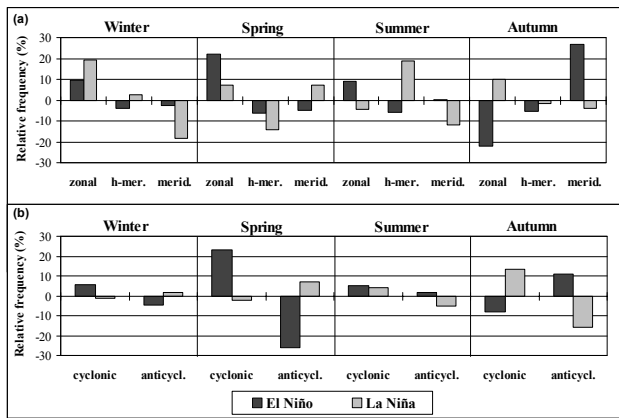 (a)
Winter Spring Summer Autumn
Relative frequency (%)
30
20
10
0
-10
-20
-30
zonal h-mer. merid. zonal h-mer. merid. zonal h-mer. merid. zonal h-mer. merid.
(b)
Winter Spring Summer Autumn
Relative frequency (%)
30
20
10
0
-10
-20
-30
cyclonic anticycl. cyclonic anticycl. cyclonic anticycl. cyclonic anticycl.
El Niño La Niña